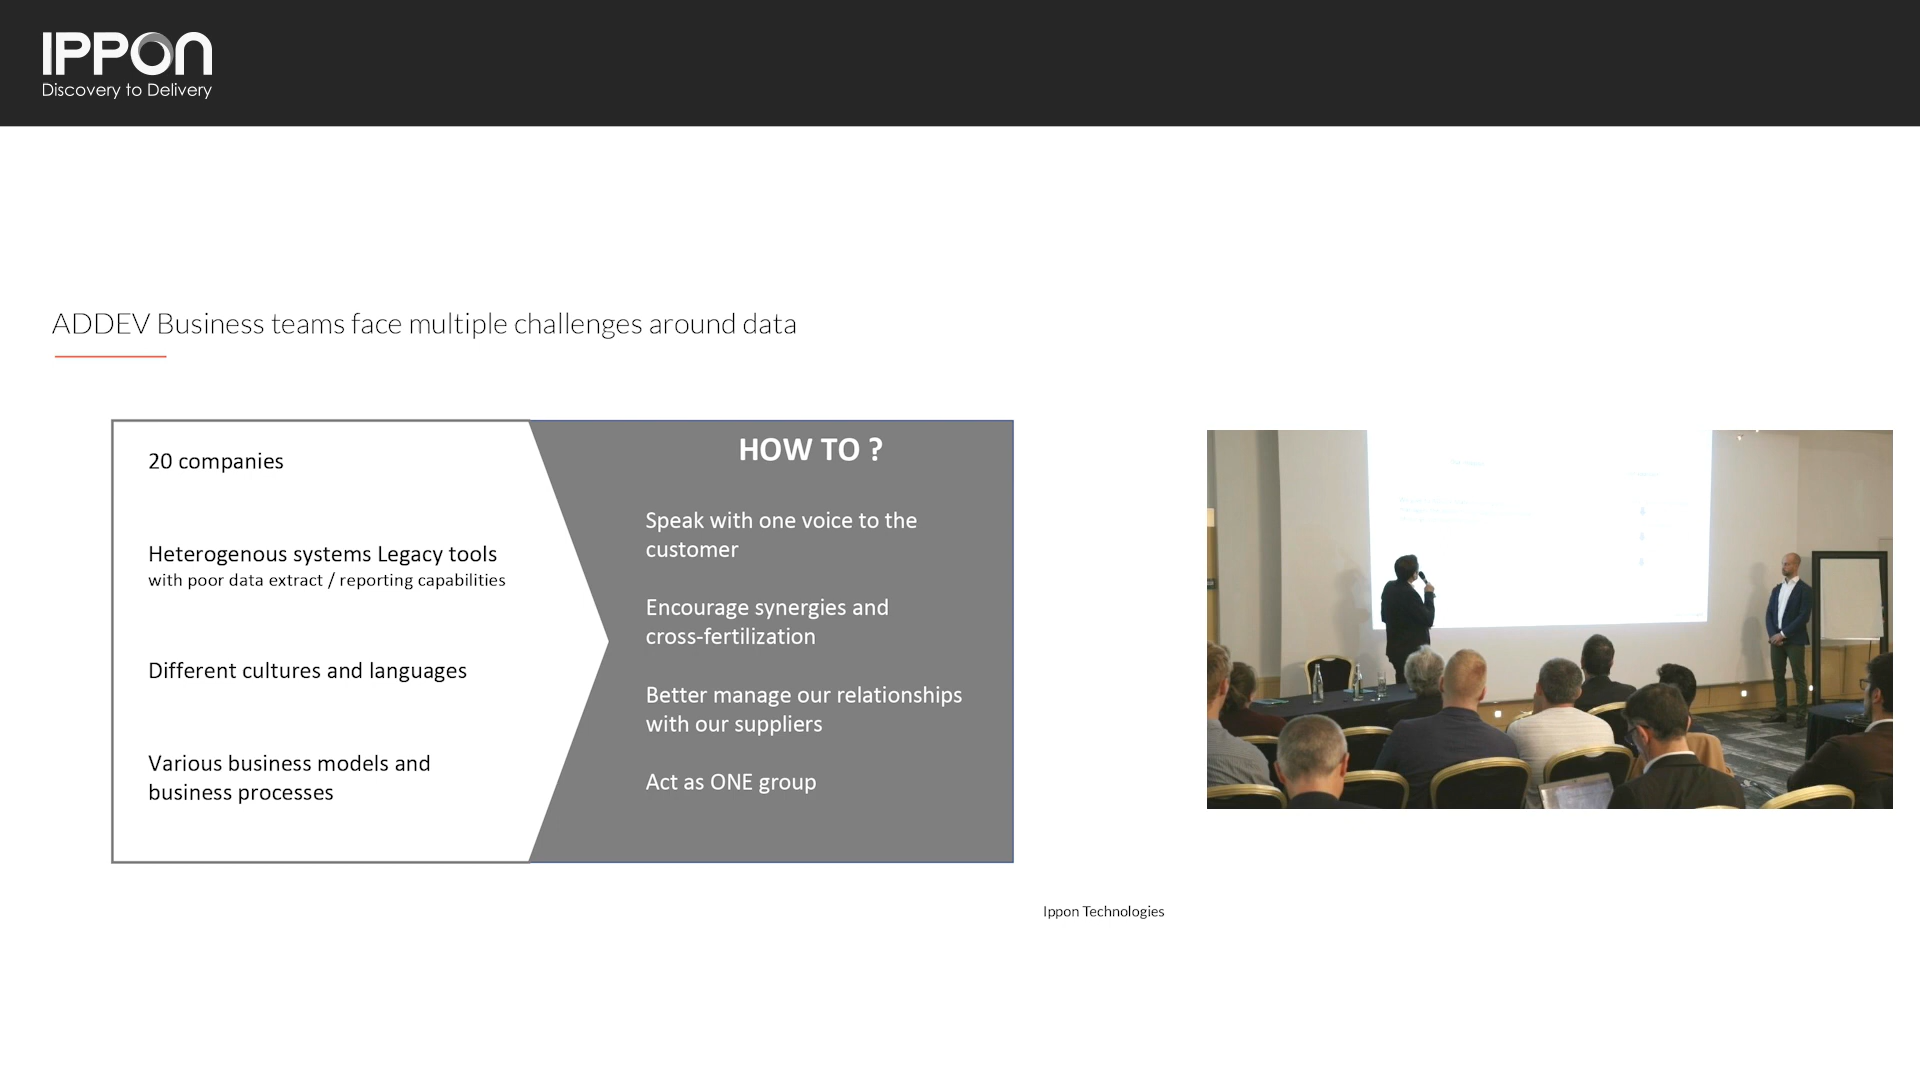 IPPON
Discovery to Delivery
ADDEV Business teams face multiple challenges around data
20 companies
Heterogenous systems Legacy tools
with poor data extract / reporting capabilities
Different cultures and languages
Various business models and
business processes
HOW TO ?
Speak with one voice to the
customer
Encourage synergies and
cross-fertilization
Better manage our relationships
with our suppliers
Act as ONE group
Ippon Technologies